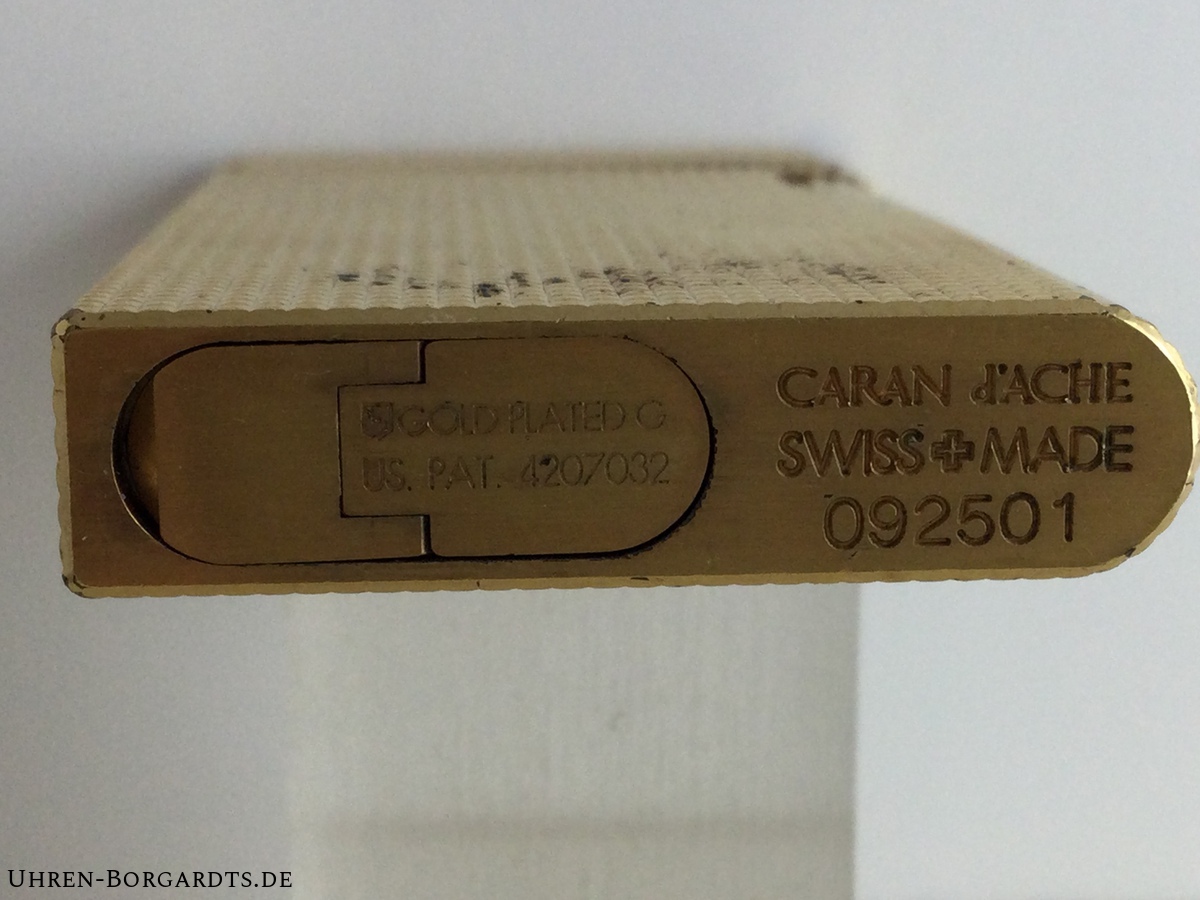 GOLD PLATED G
US. PAT. 4207032
CARAN d'ACHE
SWISS MADE
092501
UHREN-BORGARDTS.DE